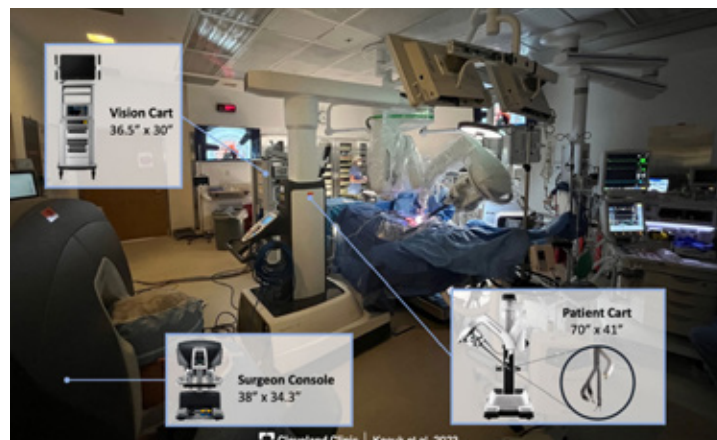 Vision Cart
36.5” x 30”
Patient Cart
70” x 41”
Surgeon Console
38” x 34.3”
Cleveland Clinic | et al. 2022